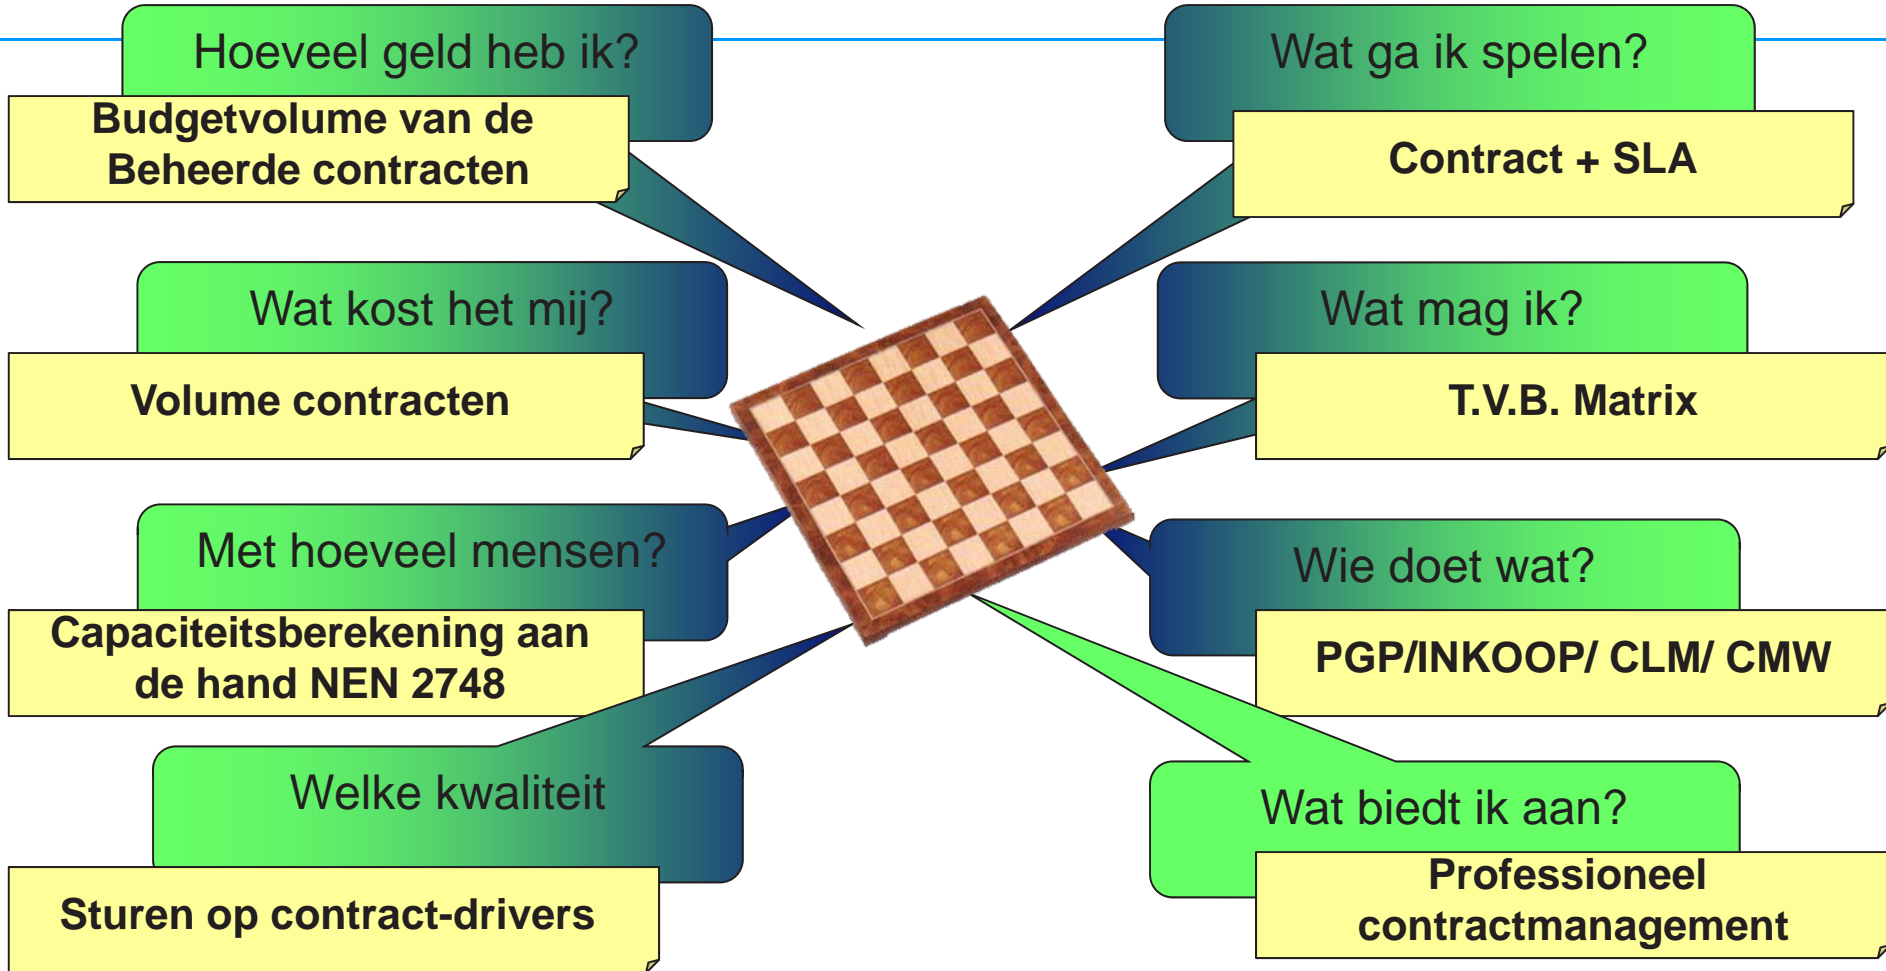 Hoeveel geld heb ik?
Budgetvolume van de
Beheerde contracten
Wat kost het mij?
Volume contracten
Met hoeveel mensen?
Capaciteitsberekening aan
de hand NEN 2748
Welke kwaliteit
Sturen op contract-drivers
Wat ga ik spelen?
Contract + SLA
Wat mag ik?
T.V.B. Matrix
Wie doet wat?
PGP/INKOOP/ CLM/ CMW
Wat biedt ik aan?
Professioneel
contractmanagement